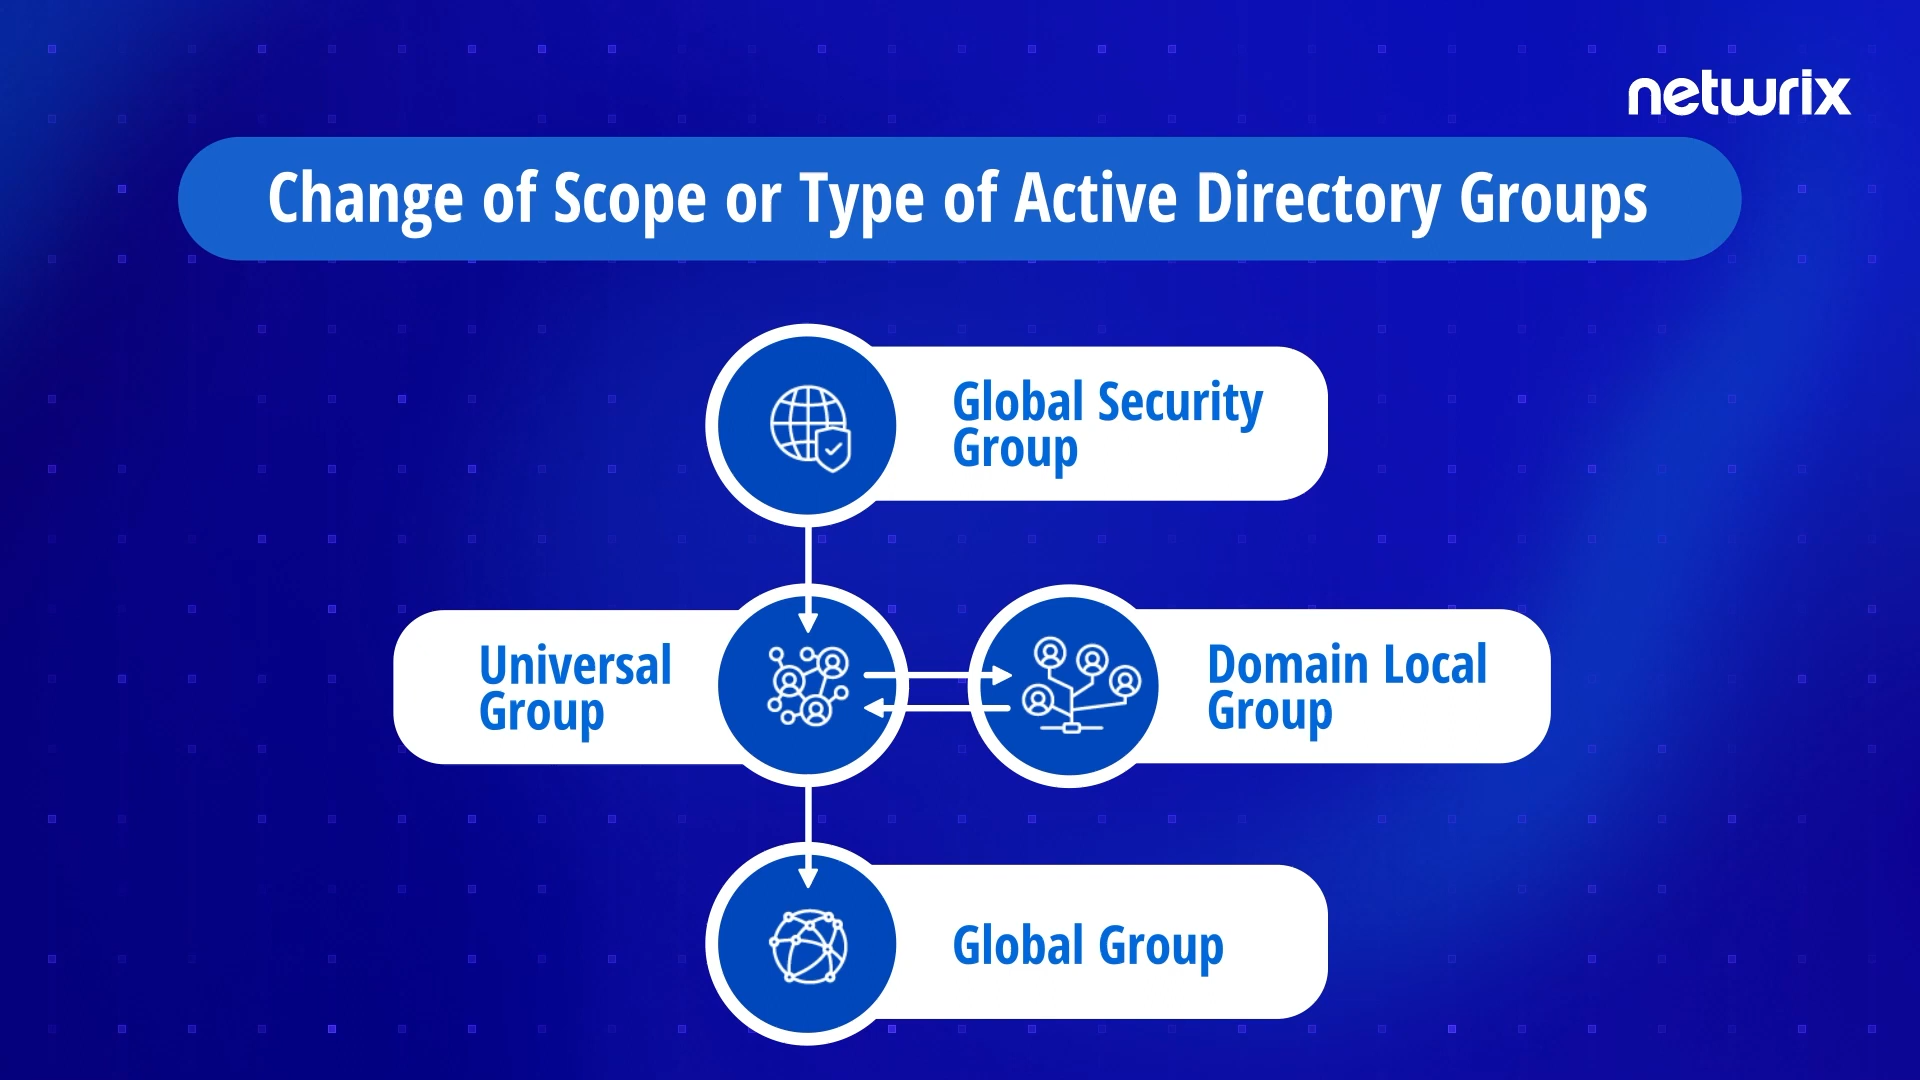 netwrix
Change of Scope or Type of Active Directory Groups
Global Security
Group
Universal
Group
Domain Local
Group
Global Group